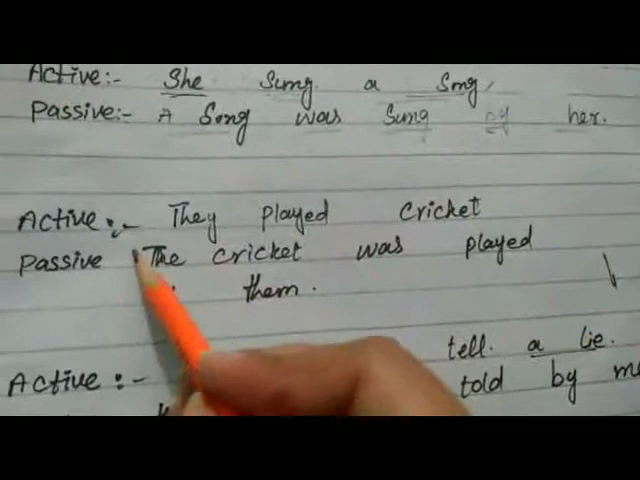 Active:- She Sung a Song,
Passive:- A Song was Sung by her.
Active:- They played cricket
Passive The cricket was played
them.
tell. a lie.
Active:-
told by me